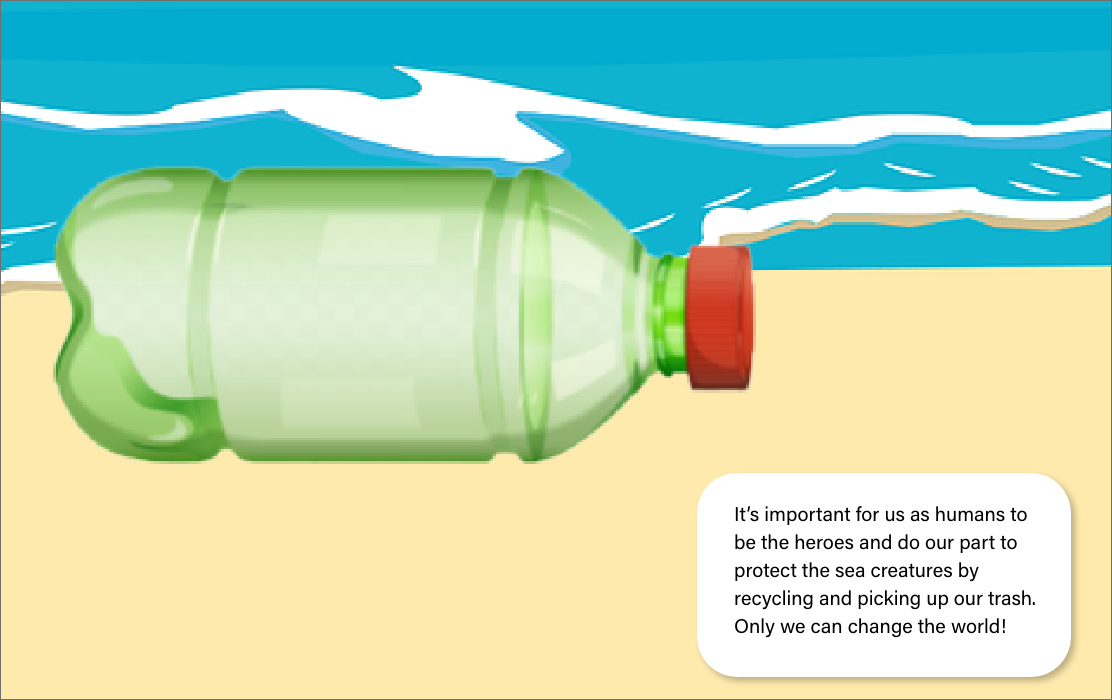 It’s important for us as humans to
be the heroes and do our part to
protect the sea creatures by
recycling and picking up our trash.
Only we can change the world!